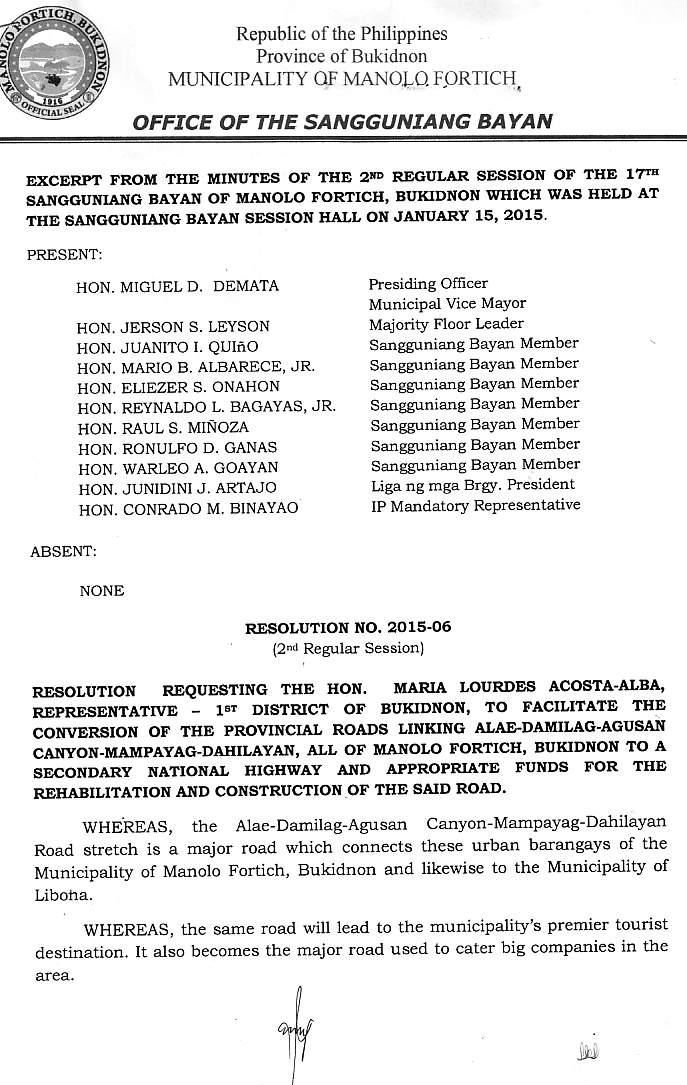 MANOLO FORTICH, BUKIDNON
1916
OFFICIAL SEAL
Republic of the Philippines
Province of Bukidnon
MUNICIPALITY OF MANOLO FORTICH
OFFICE OF THE SANGGUNIANG BAYAN
EXCERPT FROM THE MINUTES OF THE 2ND REGULAR SESSION OF THE 17TH
SANGGUNIANG BAYAN OF MANOLO FORTICH, BUKIDNON WHICH WAS HELD AT
THE SANGGUNIANG BAYAN SESSION HALL ON JANUARY 15, 2015.
PRESENT:
HON. MIGUEL D. DEMATA Presiding Officer
Municipal Vice Mayor
HON. JERSON S. LEYSON Majority Floor Leader
HON. JUANITO I. QUIñO Sangguniang Bayan Member
HON. MARIO B. ALBARECE, JR. Sangguniang Bayan Member
HON. ELIEZER S. ONAHON Sangguniang Bayan Member
HON. REYNALDO L. BAGAYAS, JR. Sangguniang Bayan Member
HON. RAUL S. MIÑOZA Sangguniang Bayan Member
HON. RONULFO D. GANAS Sangguniang Bayan Member
HON. WARLEO A. GOAYAN Sangguniang Bayan Member
HON. JUNIDINI J. ARTAJO Liga ng mga Brgy. President
HON. CONRADO M. BINAYAO IP Mandatory Representative
ABSENT:
NONE
RESOLUTION NO. 2015-06
(2nd Regular Session)
RESOLUTION REQUESTING THE HON. MARIA LOURDES ACOSTA-ALBA,
REPRESENTATIVE – 1ST DISTRICT OF BUKIDNON, TO FACILITATE THE
CONVERSION OF THE PROVINCIAL ROADS LINKING ALAE-DAMILAG-AGUSAN
CANYON-MAMPAYAG-DAHILAYAN, ALL OF MANOLO FORTICH, BUKIDNON TO A
SECONDARY NATIONAL HIGHWAY AND APPROPRIATE FUNDS FOR THE
REHABILITATION AND CONSTRUCTION OF THE SAID ROAD.
WHEREAS, the Alae-Damilag-Agusan Canyon-Mampayag-Dahilayan
Road stretch is a major road which connects these urban barangays of the
Municipality of Manolo Fortich, Bukidnon and likewise to the Municipality of
Libona.
WHEREAS, the same road will lead to the municipality's premier tourist
destination. It also becomes the major road used to cater big companies in the
area.